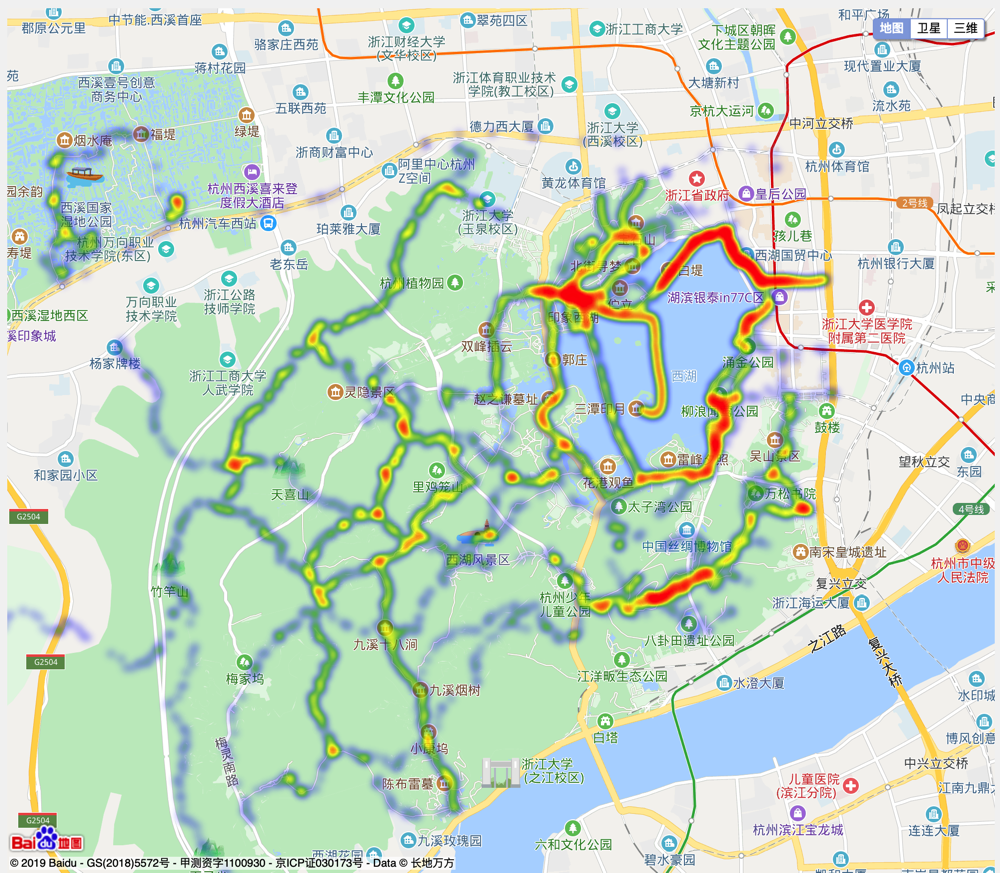 郡原公元里
中节能.西溪首座
骆家庄西苑
浙江财经大学
(文华校区)
翠苑四区
浙江工商大学
下城区朝晖
文化主题公园
和平广场
地图
卫星
三维
现代置业大厦
苑
蒋村花园
西溪壹号创意
商务中心
五联西苑
丰潭文化公园
浙江体育职业技术
学院(教工校区)
大塘新村
流水苑
京杭大运河
中河立交桥
绿堤
烟水庵
福堤
浙商财富中心
德力西大厦
浙江大学
(西溪校区)
杭州体育馆
阿里中心杭州
Z空间
黄龙体育馆
浙江省政府
皇后公园
2号线
凤起立交
园余韵
西溪国家
湿地公园
杭州西溪喜来登
度假大酒店
杭州汽车西站
珀莱雅大厦
浙江大学
(玉泉校区)
孩儿巷
寿堤
杭州万向职业
技术学院(东区)
老东岳
杭州植物园
白堤
西湖国贸中心
杭州银行大厦
万向职业
技术学院
浙江公路
技师学院
湖滨银泰in77C区
西溪湿地西区
溪印象城
双峰插云
印象西湖
浙江大学医学院
附属第二医院
杨家牌楼
浙江工商大学
人武学院
郭庄
西湖
涌金公园
杭州站
灵隐景区
赵之谦墓址
三潭印月
柳浪闻莺公园
鼓楼
中央商
和家园小区
天喜山
里鸡笼山
花港观鱼
雷峰夕照
吴山景区
望秋立交
东园
G2504
太子湾公园
万松书院
4号线
西湖风景区
中国丝绸博物馆
南宋皇城遗址
杭州市中级
人民法院
竹竿山
杭州少年
儿童公园
复兴立交
浙江海运大厦
九溪十八涧
八卦田遗址公园
之江路
复兴大桥
G2504
梅家坞
江洋畈生态公园
九溪烟树
水澄大厦
水印城
梅灵南路
小康坞
白塔
博风创意
陈布雷墓
浙江大学
(之江校区)
儿童医院
(滨江分院)
中兴立交桥
江南九鼎
G2504
杭州滨江宝龙城
连连大厦
Bai du 地图
九溪玫瑰园
六和文化公园
碧水豪园
© 2019 Baidu - GS(2018)5572号 - 甲测资字1100930 - 京ICP证030173号 - Data © 长地万方